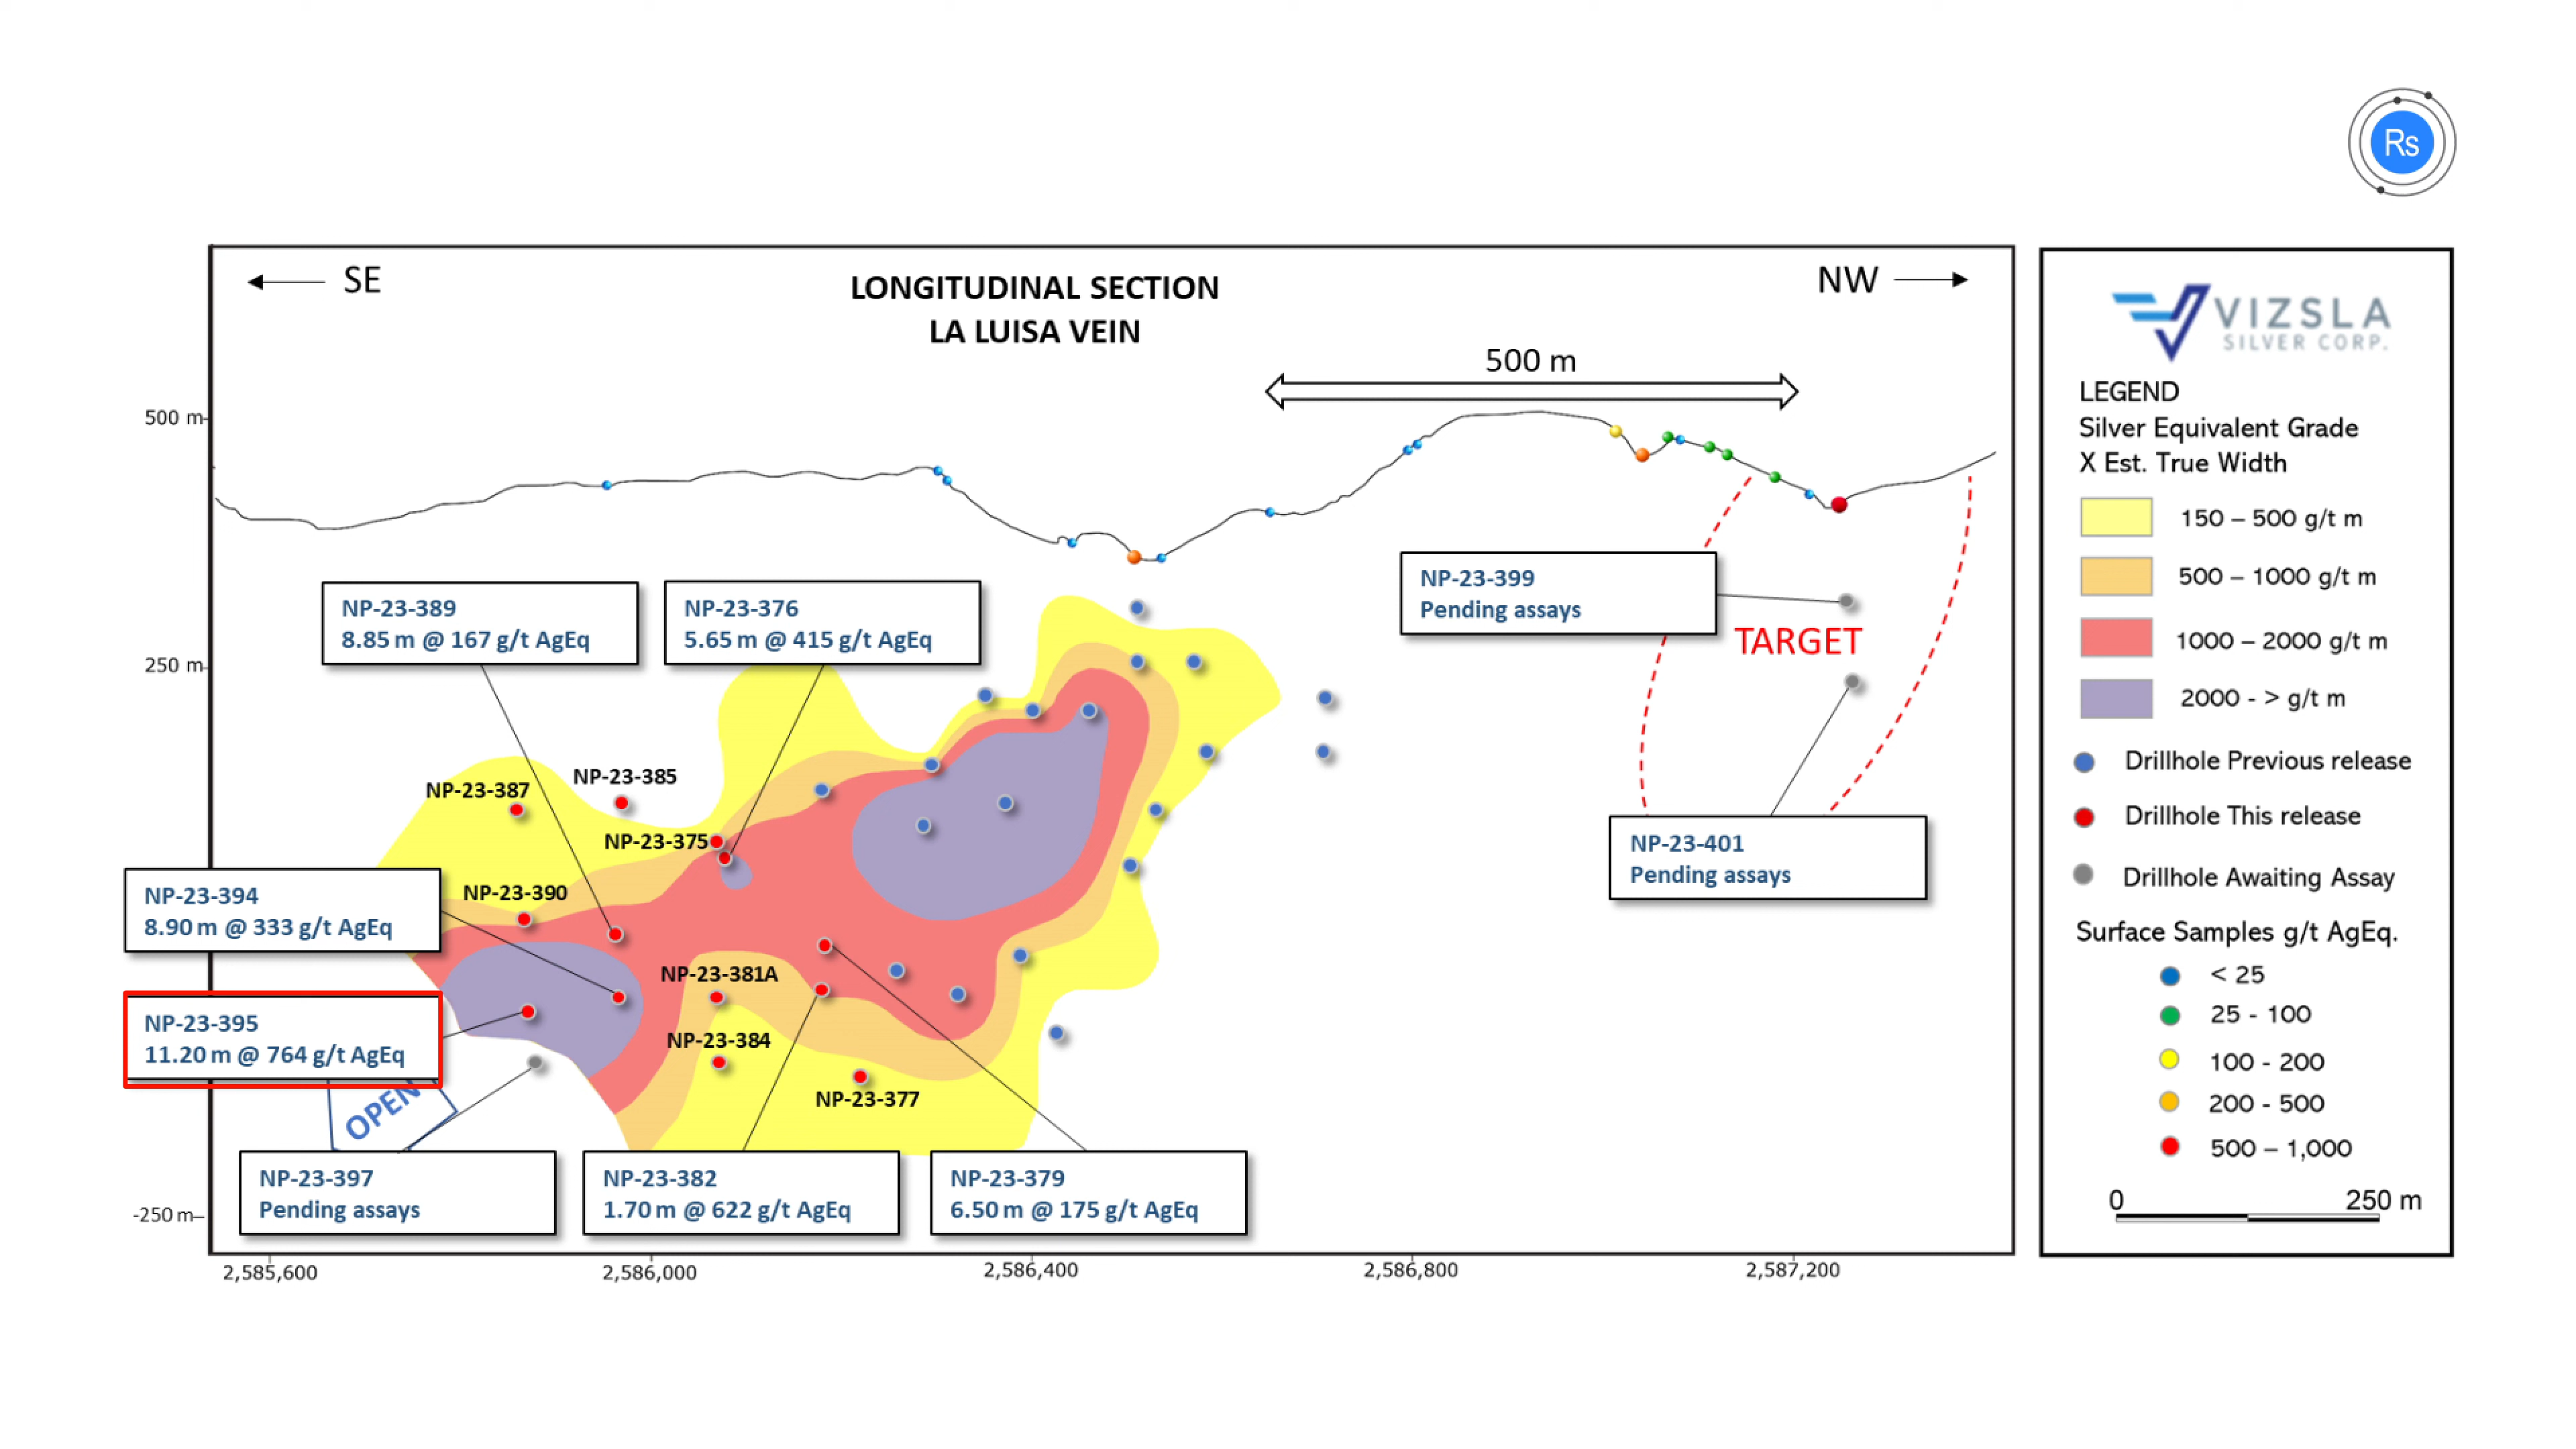 Rs
SE
LONGITUDINAL SECTION
LA LUISA VEIN
NW
500 m
500 m
250 m
-250 m
NP-23-389
8.85 m @ 167 g/t AgEq
NP-23-376
5.65 m @ 415 g/t AgEq
NP-23-399
Pending assays
TARGET
NP-23-387
NP-23-385
NP-23-375
NP-23-401
Pending assays
NP-23-394
8.90 m @ 333 g/t AgEq
NP-23-390
NP-23-381A
NP-23-395
11.20 m @ 764 g/t AgEq
NP-23-384
NP-23-377
OPEN
NP-23-397
Pending assays
NP-23-382
1.70 m @ 622 g/t AgEq
NP-23-379
6.50 m @ 175 g/t AgEq
2,585,600
2,586,000
2,586,400
2,586,800
2,587,200
VIZSLA
SILVER CORP.
LEGEND
Silver Equivalent Grade
X Est. True Width
150 – 500 g/t m
500 – 1000 g/t m
1000 – 2000 g/t m
2000 - > g/t m
Drillhole Previous release
Drillhole This release
Drillhole Awaiting Assay
Surface Samples g/t AgEq.
< 25
25 - 100
100 - 200
200 - 500
500 – 1,000
0 250 m